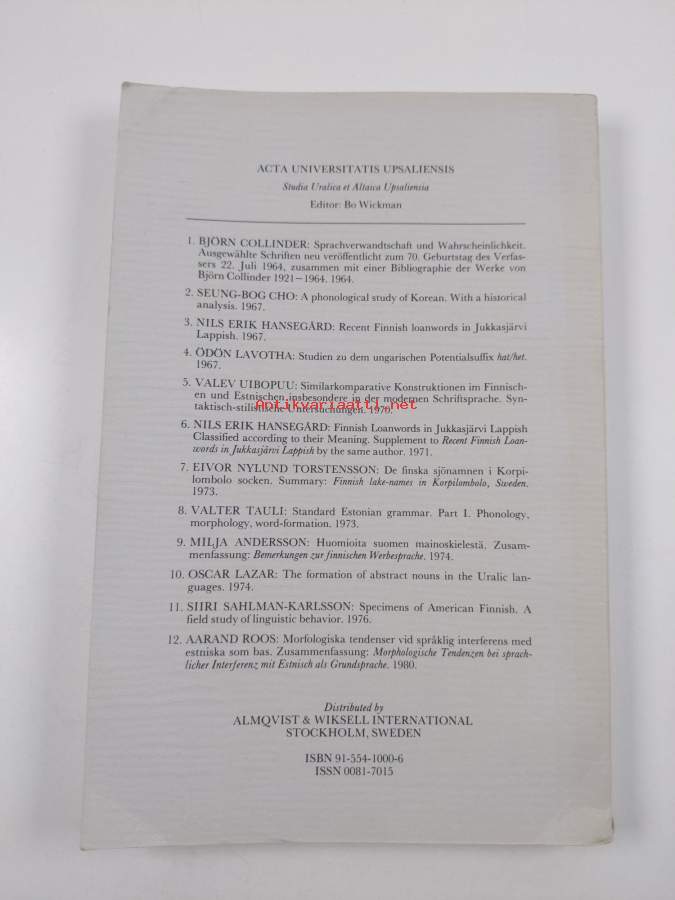 ACTA UNIVERSITATIS UPSALIENSIS
Studia Uralica et Altaica Upsaliensia
Editor: Bo Wickman
1. BJÖRN COLLINDER: Sprachverwandtschaft und Wahrscheinlichkeit.
Ausgewählte Schriften neu veröffentlicht zum 70. Geburtstag des Verfas-
sers 22. Juli 1964, zusammen mit einer Bibliographie der Werke von
Björn Collinder 1921–1964. 1964.
2. SEUNG-BOG CHO: A phonological study of Korean. With a historical
analysis. 1967.
3. NILS ERIK HANSEGÅRD: Recent Finnish loanwords in Jukkasjärvi
Lappish. 1967.
4. ÖDÖN LAVOTHA: Studien zu dem ungarischen Potentialsuffix hat/het.
1967.
5. VALEV UIBOPUU: Similarkomparative Konstruktionen im Finnisch-
en und Estnischen insbesondere in der modernen Schriftsprache. Syn-
taktisch-stilistische Untersuchungen. 1970.
Antikvariaatti.net
6. NILS ERIK HANSEGÅRD: Finnish Loanwords in Jukkasjärvi Lappish
Classified according to their Meaning. Supplement to Recent Finnish Loan-
words in Jukkasjärvi Lappish by the same author. 1971.
7. EIVOR NYLUND TORSTENSSON: De finska sjönamnen i Korpi-
lombolo socken. Summary: Finnish lake-names in Korpilombolo, Sweden.
1973.
8. VALTER TAULI: Standard Estonian grammar. Part I. Phonology,
morphology, word-formation. 1973.
9. MILJA ANDERSSON: Huomioita suomen mainoskielestä. Zusam-
menfassung: Bemerkungen zur finnischen Werbesprache. 1974.
10. OSCAR LAZAR: The formation of abstract nouns in the Uralic lan-
guages. 1974.
11. SIIRI SAHLMAN-KARLSSON: Specimens of American Finnish. A
field study of linguistic behavior. 1976.
12. AARAND ROOS: Morfologiska tendenser vid språklig interferens med
estniska som bas. Zusammenfassung: Morphologische Tendenzen bei sprach-
licher Interferenz mit Estnisch als Grundsprache. 1980.
Distributed by
ALMQVIST & WIKSELL INTERNATIONAL
STOCKHOLM, SWEDEN
ISBN 91-554-1000-6
ISSN 0081-7015